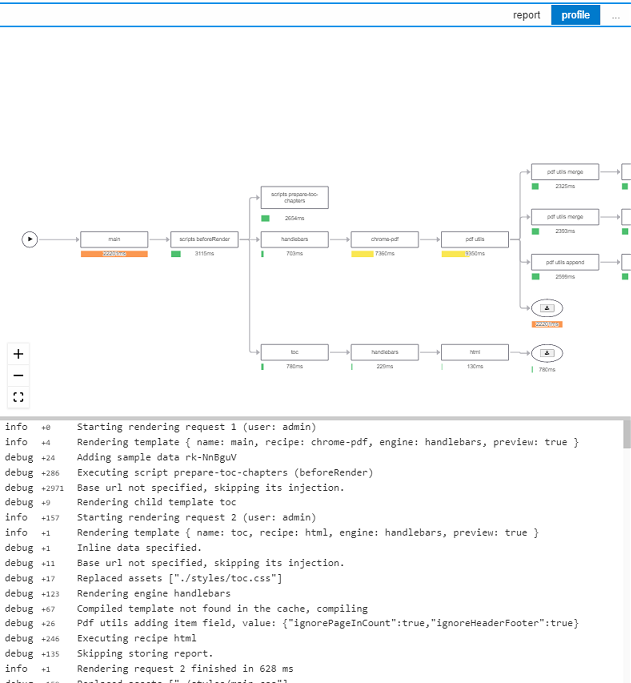 report profile ...
pdf utils merge
2325ms
scripts prepare-toc-
chapters
2654ms
pdf utils merge
2393ms
main scripts beforeRender handlebars chrome-pdf pdf utils
3115ms 703ms 7360ms 9350ms
pdf utils append
2599ms
toc handlebars html
780ms 229ms 130ms 780ms
info +0 Starting rendering request 1 (user: admin)
info +4 Rendering template { name: main, recipe: chrome-pdf, engine: handlebars, preview: true }
debug +24 Adding sample data rk-NnBguV
debug +286 Executing script prepare-toc-chapters (beforeRender)
debug +2971 Base url not specified, skipping its injection.
debug +9 Rendering child template toc
info +157 Starting rendering request 2 (user: admin)
info +1 Rendering template { name: toc, recipe: html, engine: handlebars, preview: true }
debug +1 Inline data specified.
debug +11 Base url not specified, skipping its injection.
debug +17 Replaced assets ["./styles/toc.css"]
debug +123 Rendering engine handlebars
debug +67 Compiled template not found in the cache, compiling
debug +26 Pdf utils adding item field, value: {"ignorePageInCount":true,"ignoreHeaderFooter":true}
debug +246 Executing recipe html
debug +135 Skipping storing report.
info +1 Rendering request 2 finished in 628 ms